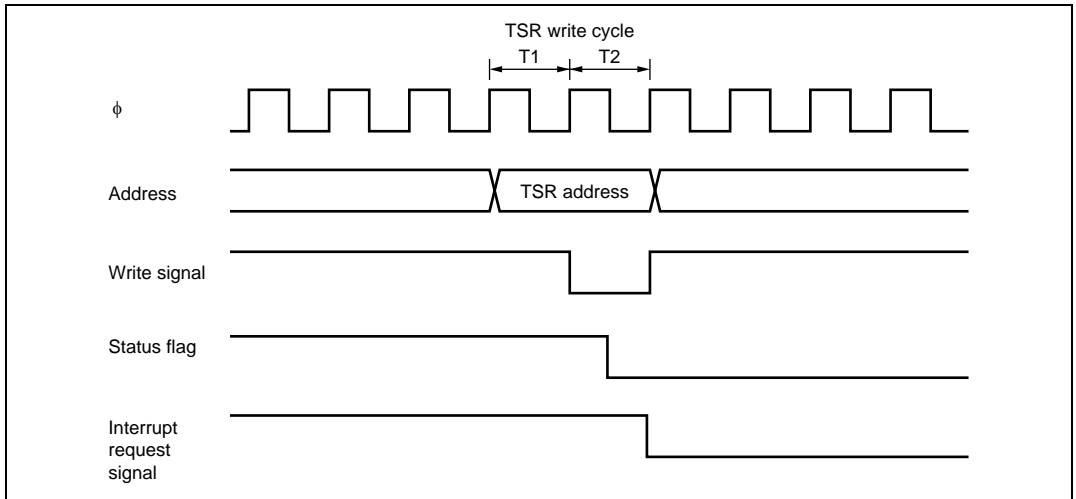 TSR write cycle
T1 T2
ϕ
Address
TSR address
Write signal
Status flag
Interrupt
request
signal